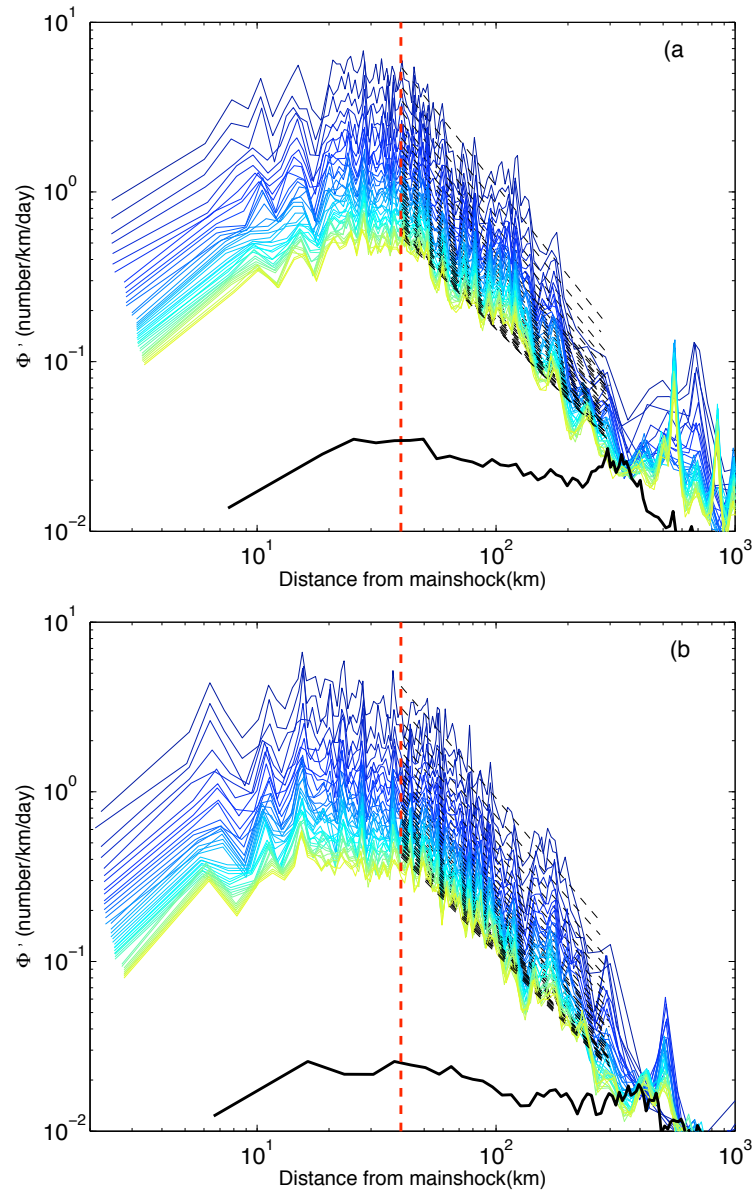 (a
10^1
10^0
10^-1
10^-2
Φ ' (number/km/day)
10^1 10^2 10^3
Distance from mainshock(km)
(b
10^1
10^0
10^-1
10^-2
Φ ' (number/km/day)
10^1 10^2 10^3
Distance from mainshock(km)